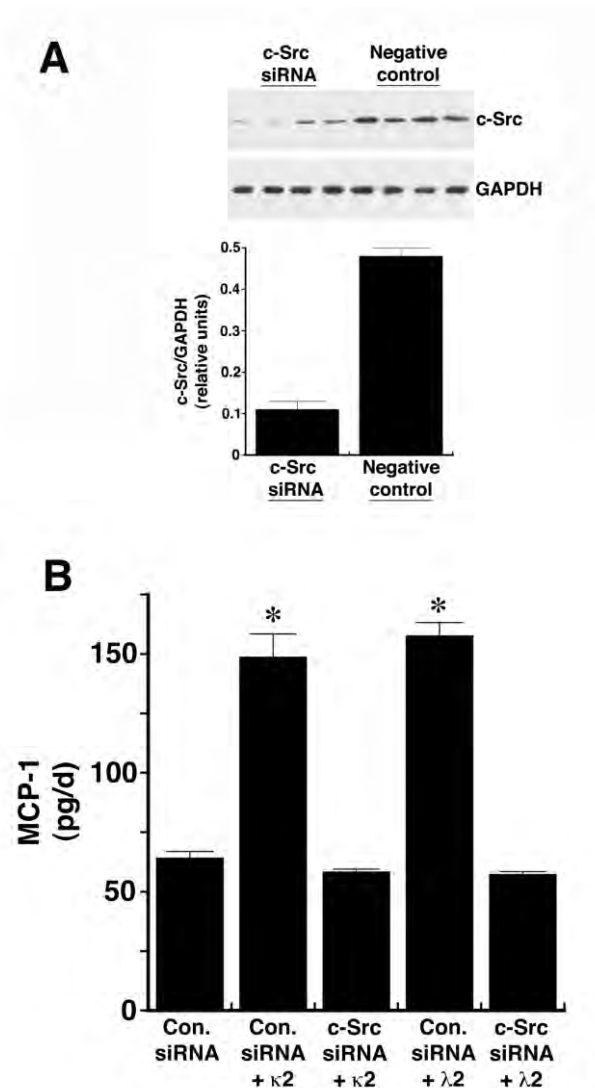 A
c-Src siRNA
Negative control
c-Src
GAPDH
c-Src/GAPDH (relative units)
0.5
0.4
0.3
0.2
0.1
0
c-Src siRNA
Negative control
B
MCP-1 (pg/d)
150
100
50
0
*
*
Con. siRNA
Con. siRNA + κ2
c-Src siRNA + κ2
Con. siRNA + λ2
c-Src siRNA + λ2